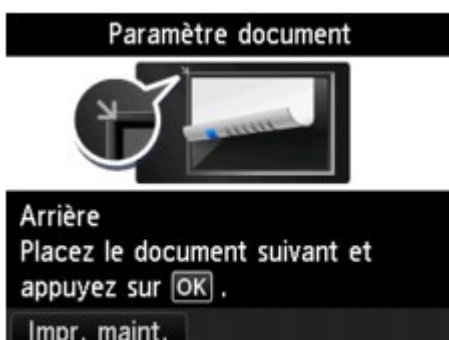 Paramètre document
Arrière
Placez le document suivant et
appuyez sur OK .
Impr. maint.